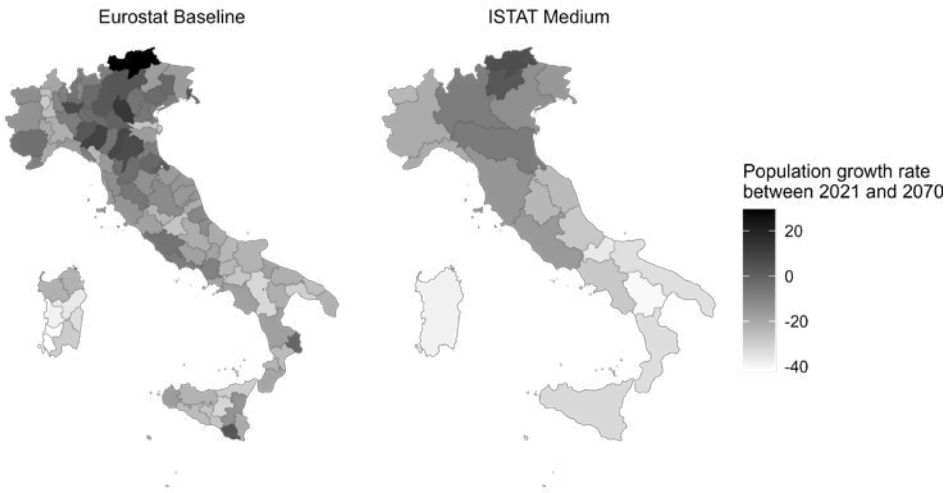 Eurostat Baseline
ISTAT Medium
Population growth rate
between 2021 and 2070
20
0
-20
-40